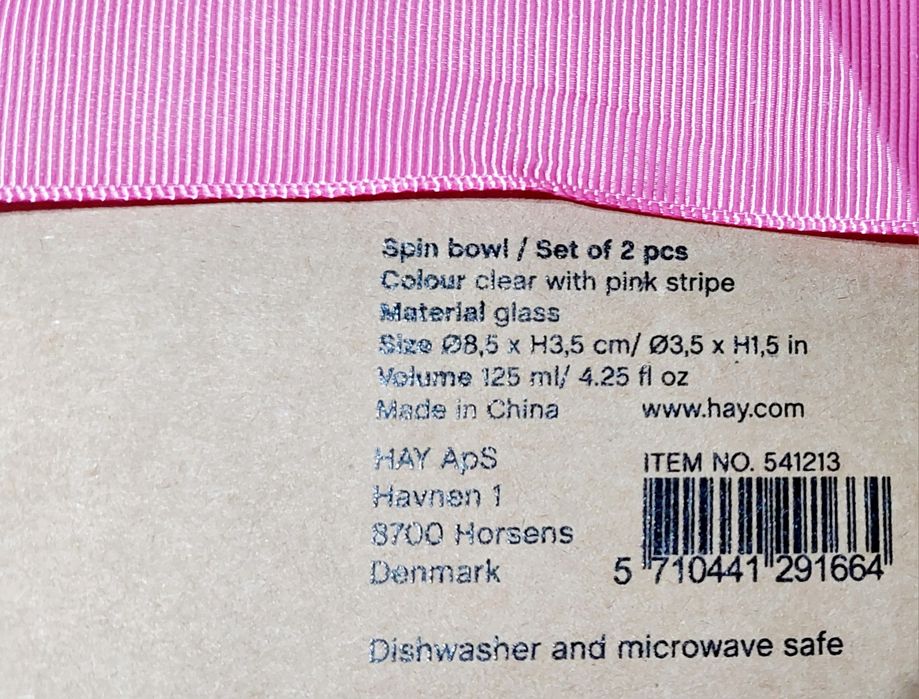 Spin bowl / Set of 2 pcs
Colour clear with pink stripe
Material glass
Size Ø8,5 x H3,5 cm/ Ø3,5 x H1,5 in
Volume 125 ml/ 4.25 fl oz
Made in China
www.hay.com
HAY ApS
Havnen 1
8700 Horsens
Denmark
ITEM NO. 541213
5 710441 291664
Dishwasher and microwave safe